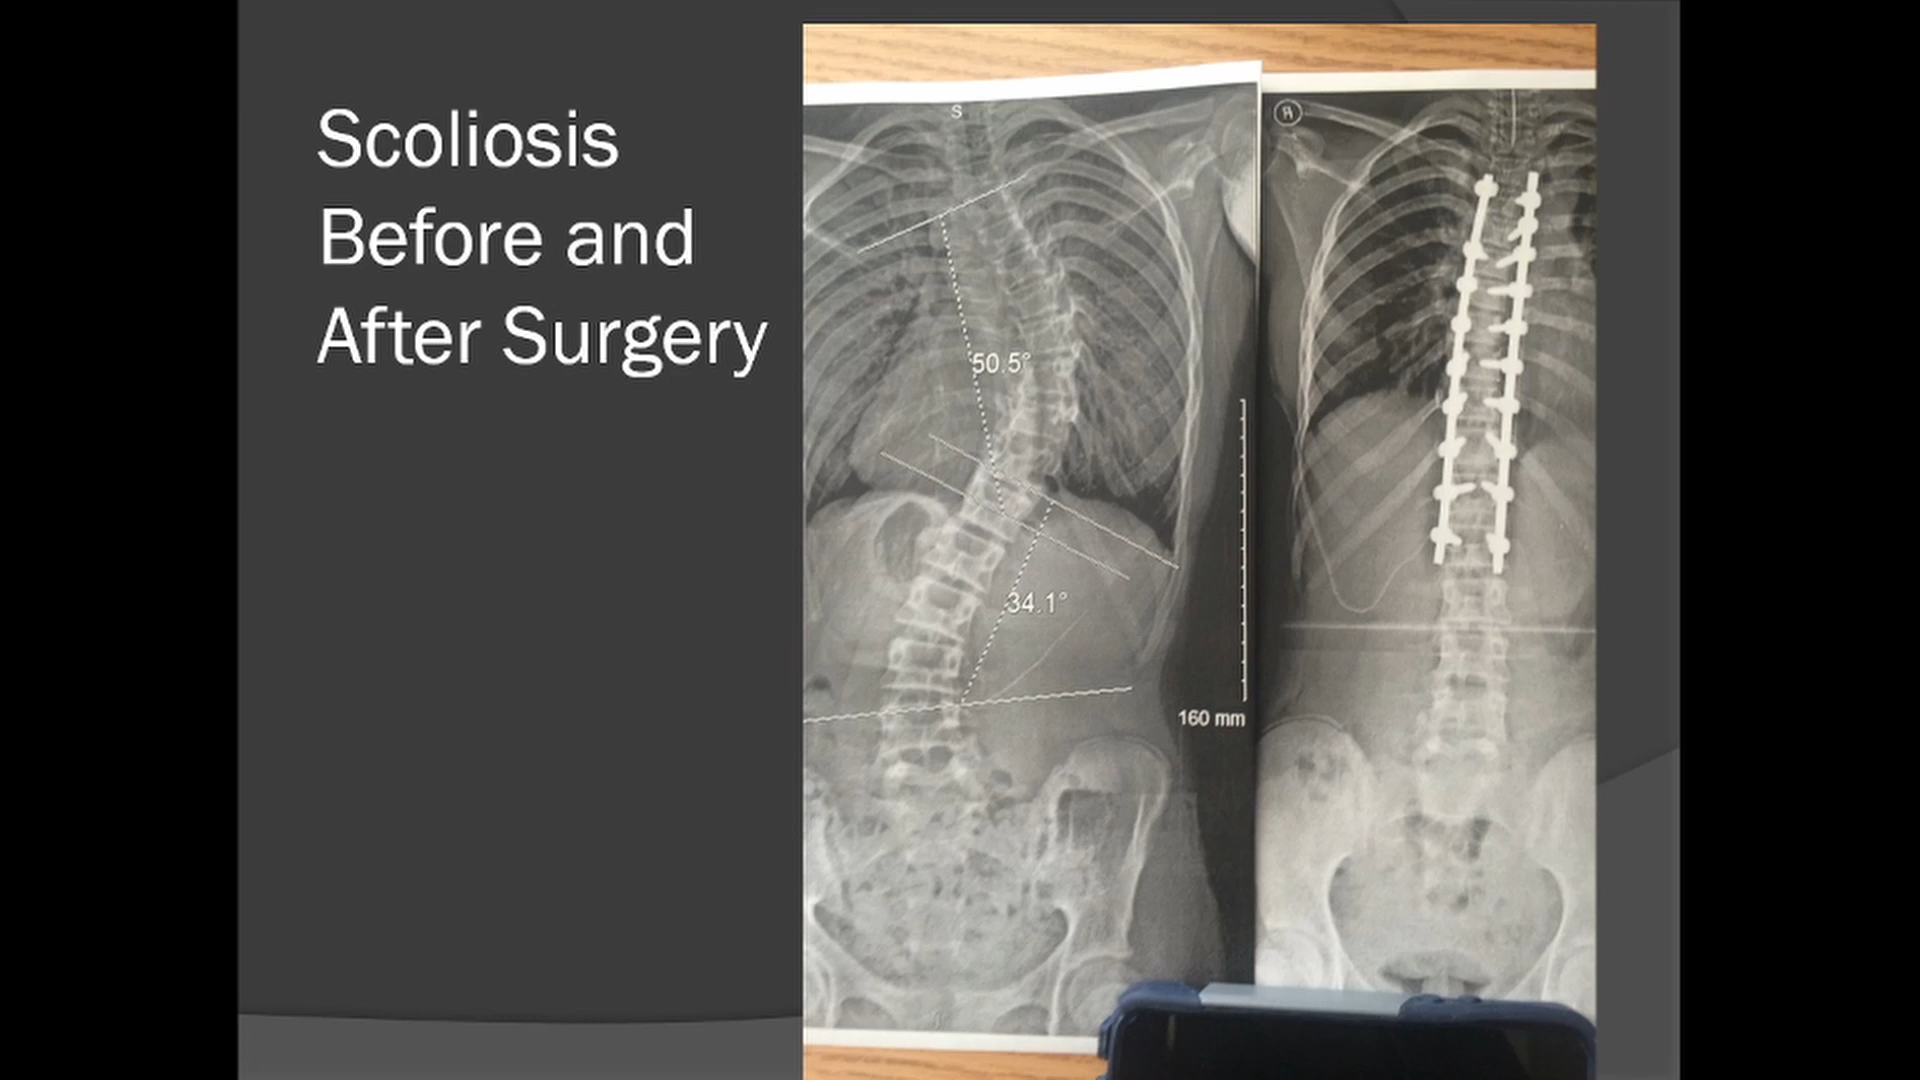 Scoliosis
Before and
After Surgery
S
R
50.5°
34.1°
160 mm